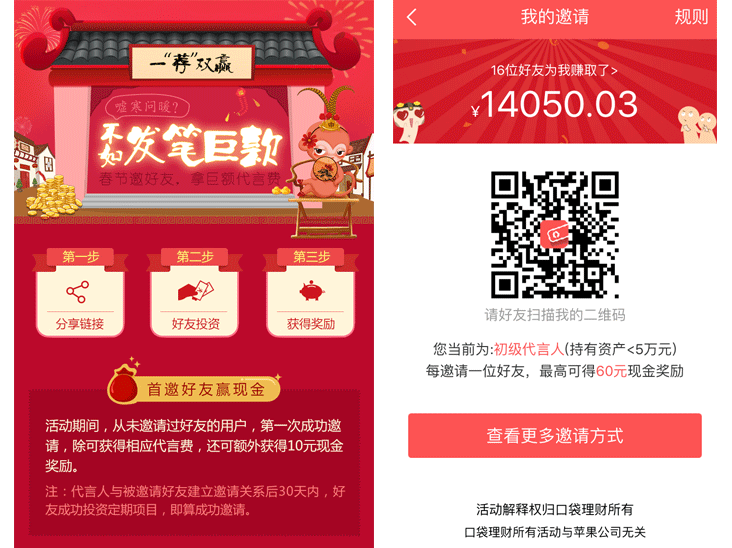 一“荐”双赢
嘘寒问暖?
不如发笔巨款
春节邀好友，拿巨额代言费
第一步
第二步
第三步
分享链接
好友投资
获得奖励
首邀好友赢现金
活动期间，从未邀请过好友的用户，第一次成功邀
请，除可获得相应代言费，还可额外获得10元现金
奖励。
注：代言人与被邀请好友建立邀请关系后30天内，好
友成功投资定期项目，即算成功邀请。
我的邀请
规则
16位好友为我赚取了>
¥14050.03
请好友扫描我的二维码
您当前为:初级代言人(持有资产<5万元)
每邀请一位好友，最高可得60元现金奖励
查看更多邀请方式
活动解释权归口袋理财所有
口袋理财所有活动与苹果公司无关